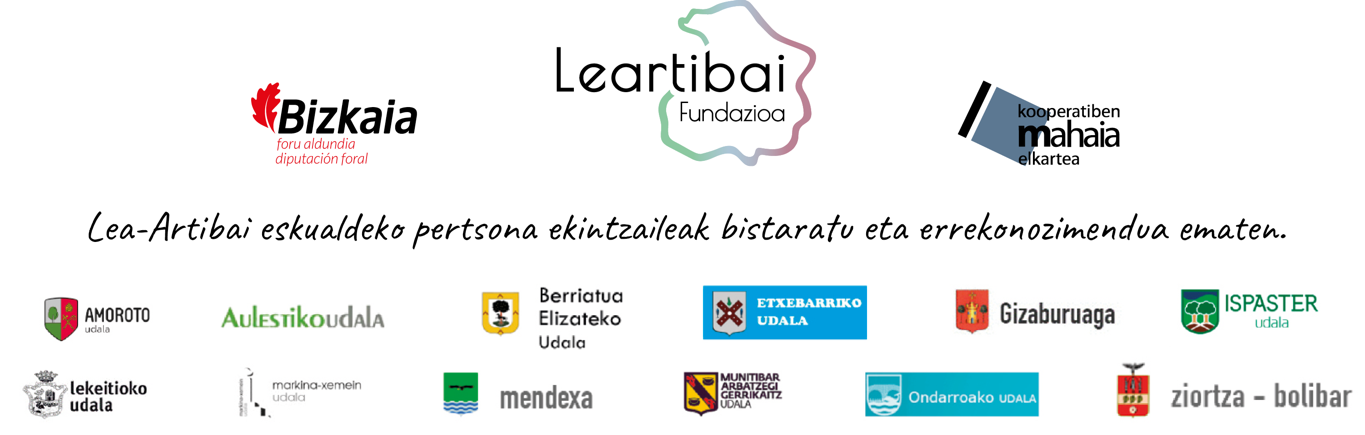 Leartibai
Fundazioa
Bizkaia
foru aldundia
diputación foral
kooperatiben
mahaia
elkartea
Lea-Artibai eskualdeko pertsona ekintzaileak bistaratu eta errekonozimendua ematen.
AMOROTO
udala
AULESTIKOUDALA
Berriatua
Elizateko
Udala
ETXEBARRIKO
UDALA
Gizaburuaga
ISPASTER
udala
lekeitioko
udala
markina-xemein
markina-xemein
udala
mendexa
MUNITIBAR
ARBATZEGI
GERRIKAITZ
UDALA
Ondarroako UDALA
ziortza - bolibar